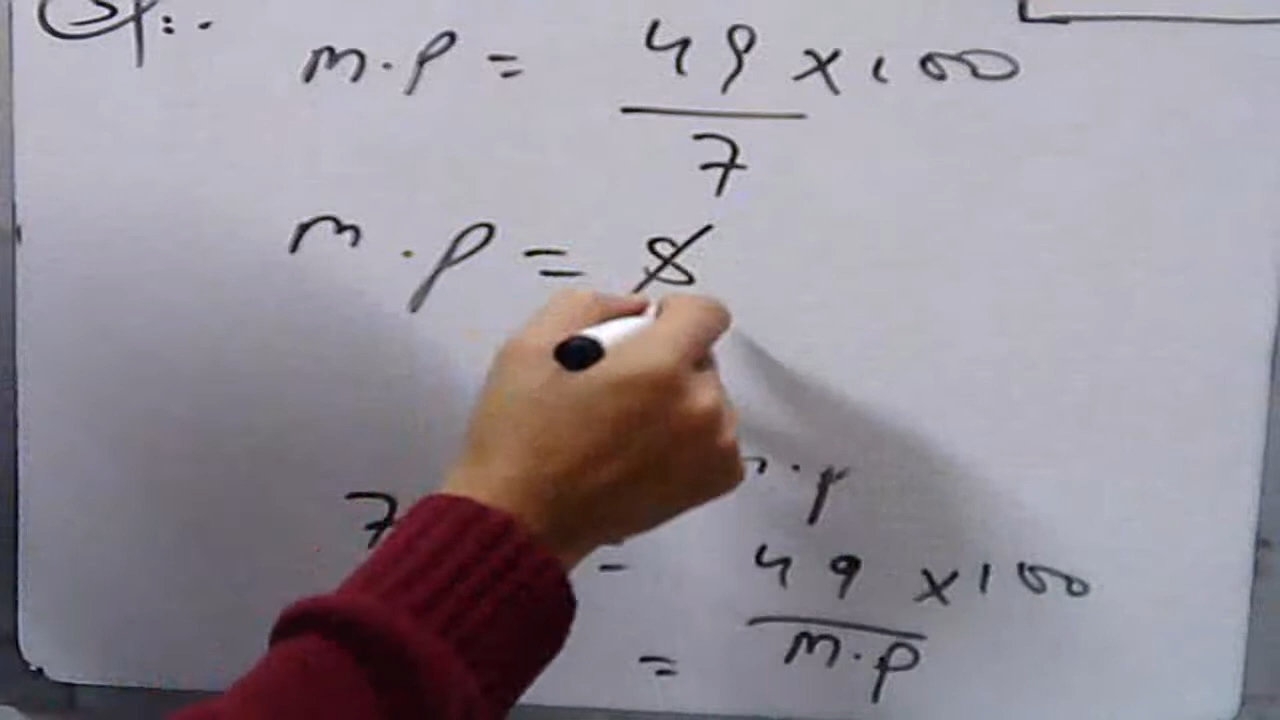 m.p = 49 × 100
7
m.p =
7
m.p
= 49 × 100
= m.p